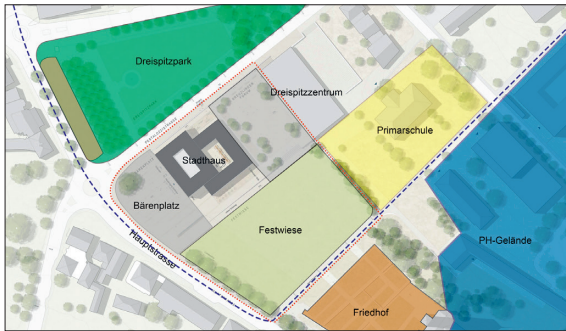 Dreispitzpark
Dreispitzzentrum
Primarschule
Stadthaus
Bärenplatz
Festwiese
Hauptstrasse
PH-Gelände
Friedhof